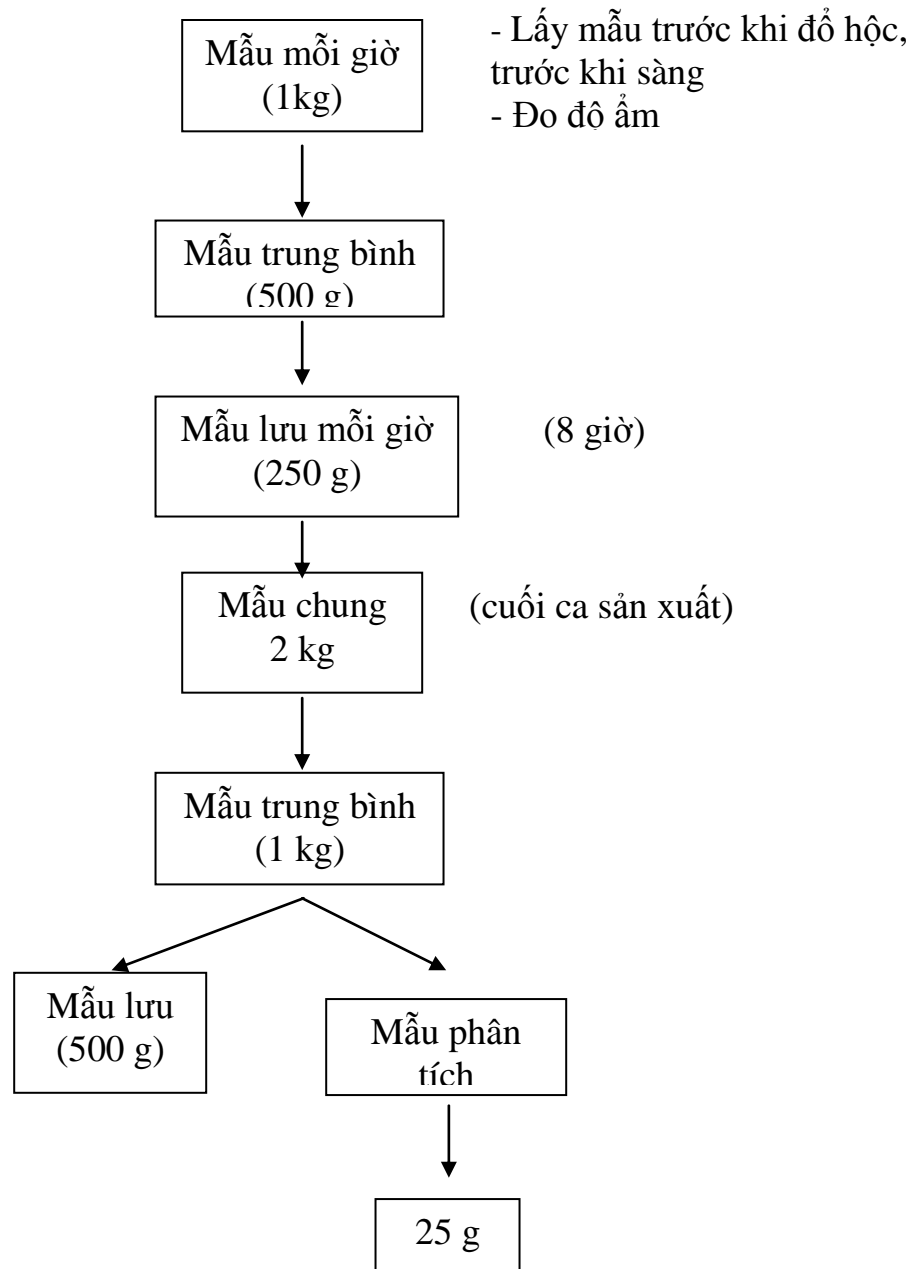 Mẫu mỗi giờ
(1kg)
- Lấy mẫu trước khi đổ hộc,
trước khi sàng
- Đo độ ẩm
Mẫu trung bình
(500 g)
Mẫu lưu mỗi giờ
(250 g)
(8 giờ)
Mẫu chung
2 kg
(cuối ca sản xuất)
Mẫu trung bình
(1 kg)
Mẫu lưu
(500 g)
Mẫu phân
tích
25 g